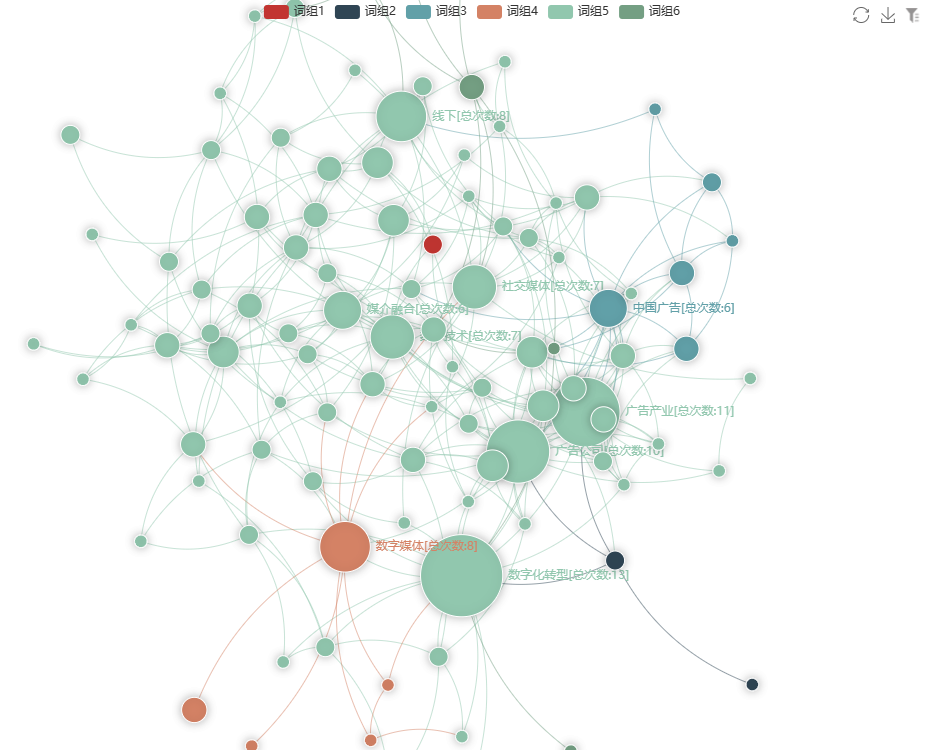 词组1 词组2 词组3 词组4 词组5 词组6
线下[总次数:8]
社交媒体[总次数:7]
媒介融合[总次数:6]
中国广告[总次数:6]
技术[总次数:7]
广告产业[总次数:11]
广告公司[总次数:10]
数字媒体[总次数:8]
数字化转型[总次数:13]